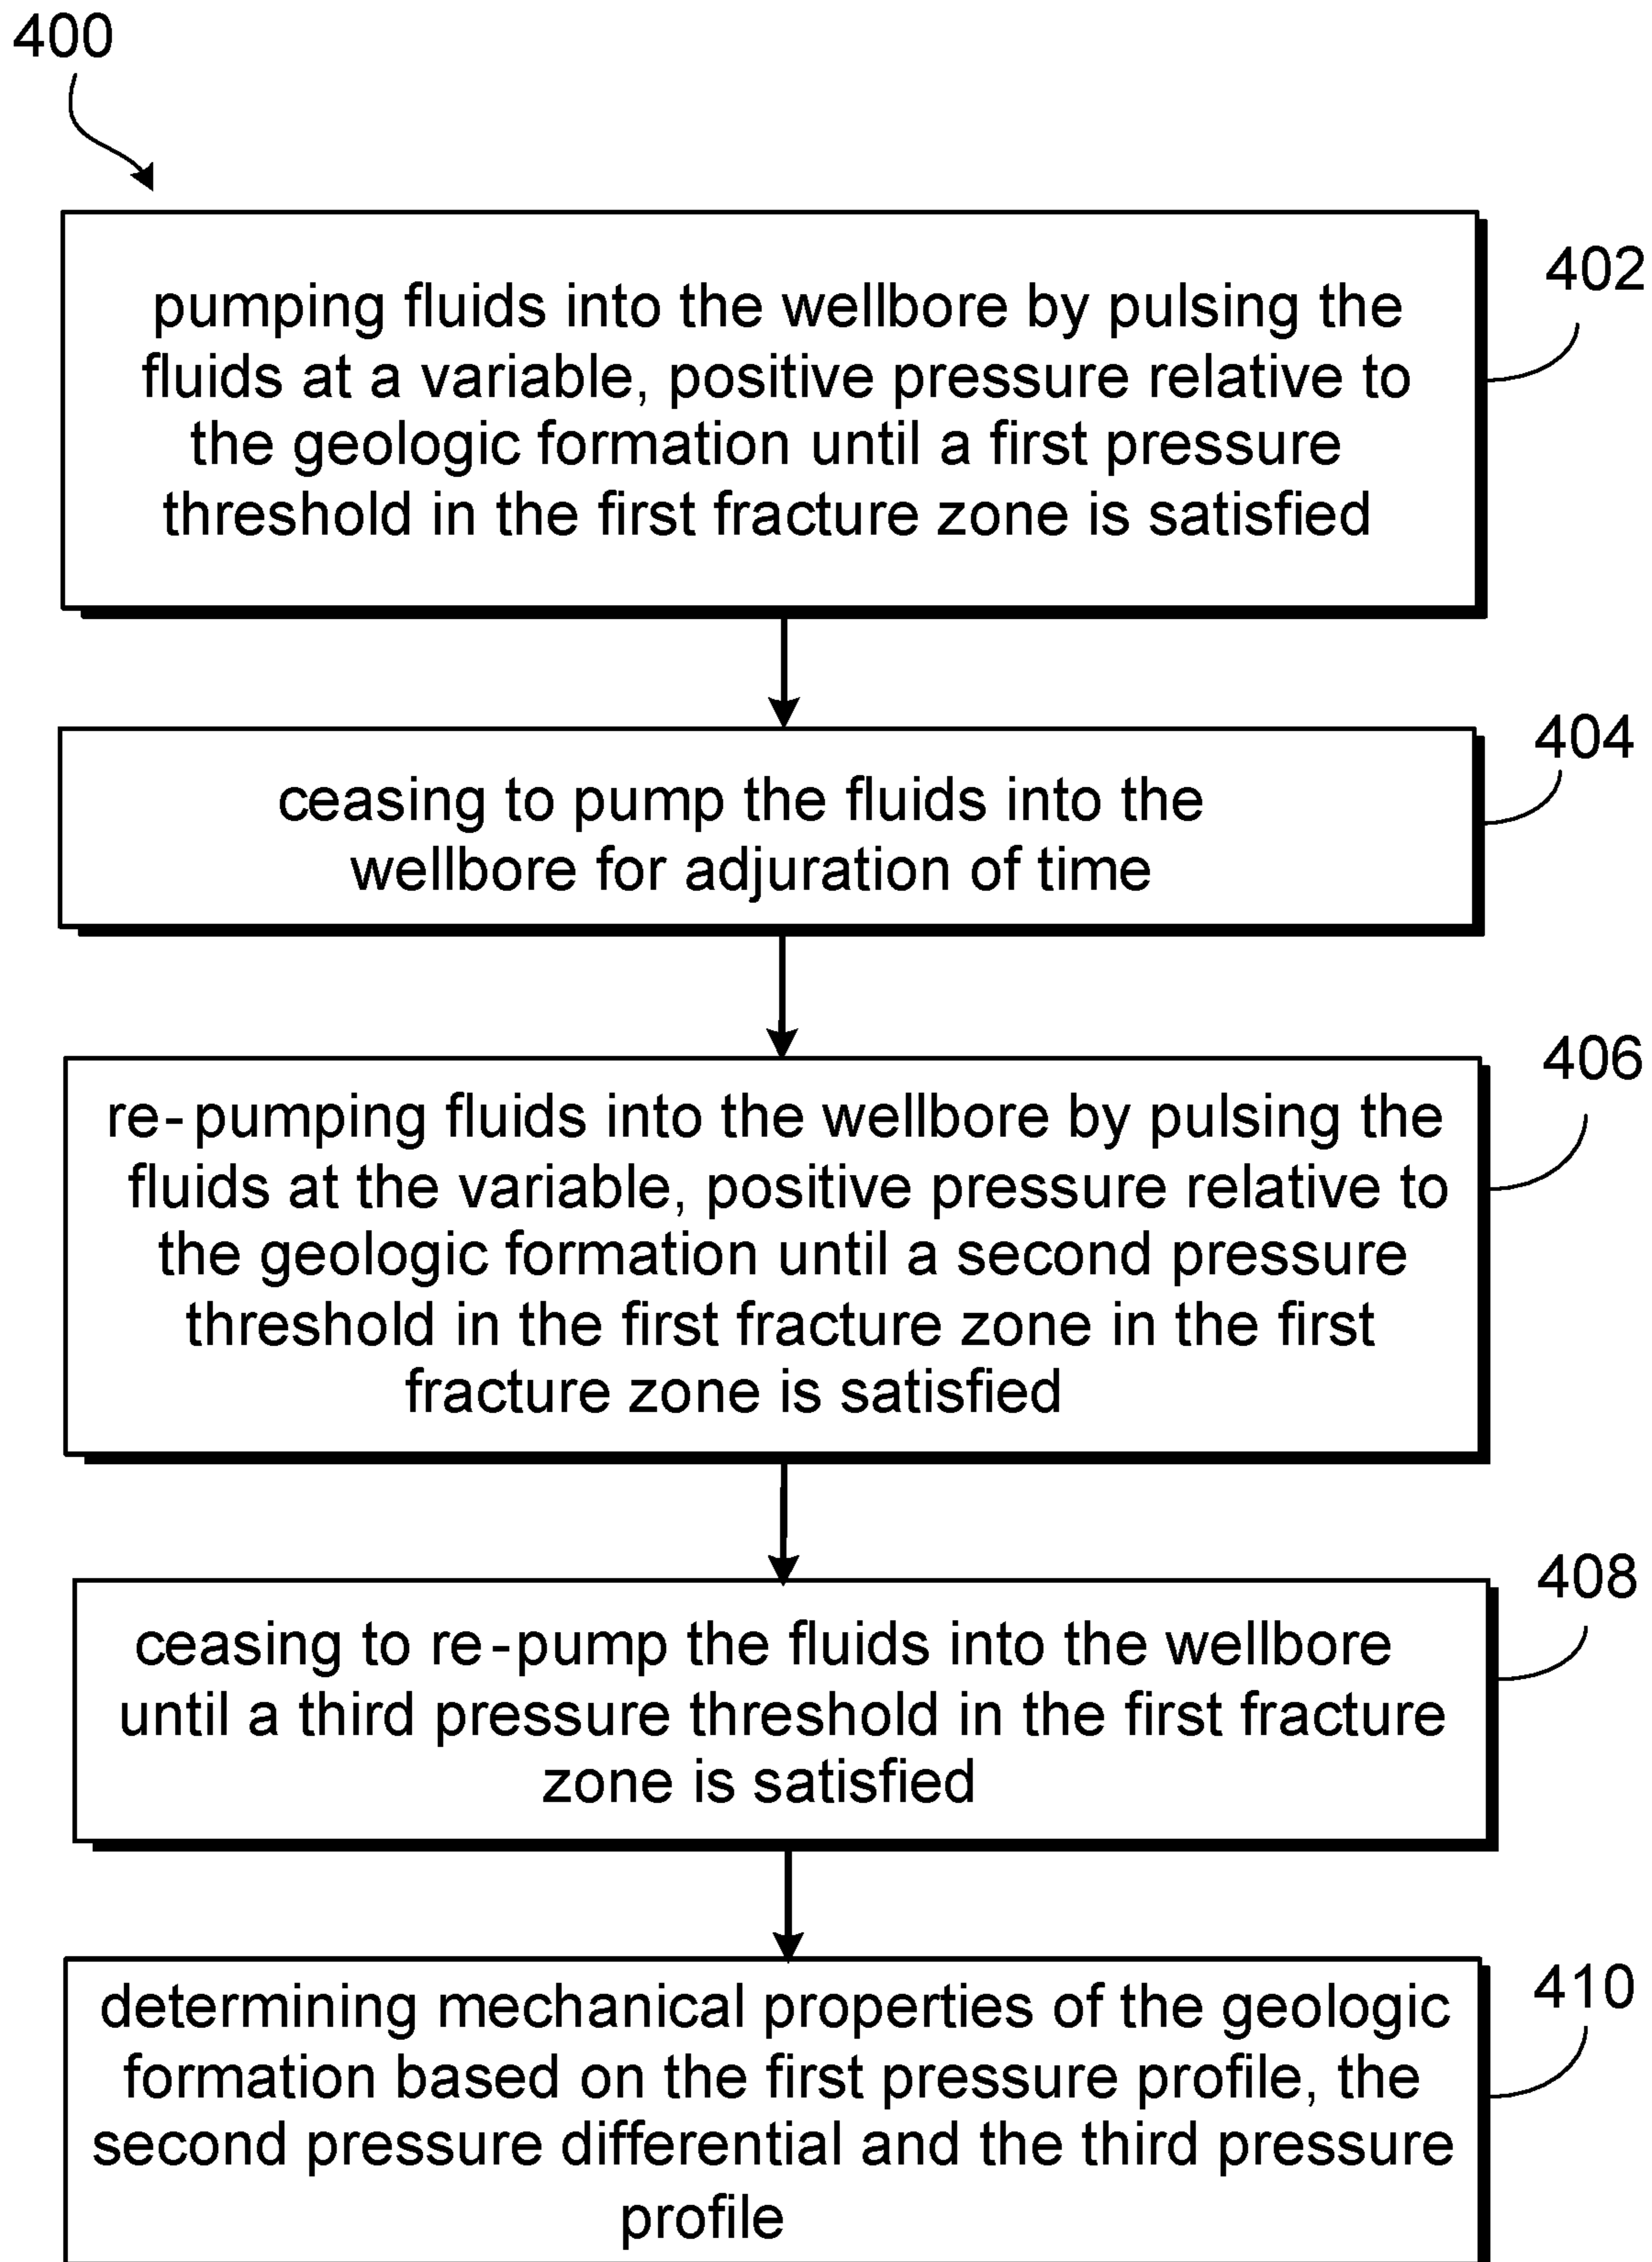 400
pumping fluids into the wellbore by pulsing the
fluids at a variable, positive pressure relative to
the geologic formation until a first pressure
threshold in the first fracture zone is satisfied
402
ceasing to pump the fluids into the
wellbore for adjuration of time
404
re-pumping fluids into the wellbore by pulsing the
fluids at the variable, positive pressure relative to
the geologic formation until a second pressure
threshold in the first fracture zone in the first
fracture zone is satisfied
406
ceasing to re-pump the fluids into the wellbore
until a third pressure threshold in the first fracture
zone is satisfied
408
determining mechanical properties of the geologic
formation based on the first pressure profile, the
second pressure differential and the third pressure
profile
410